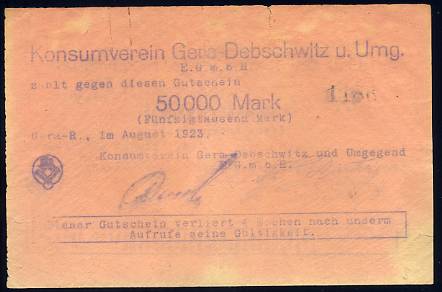 Konsumverein Gera-Debschwitz u. Umg.
E.G.m.b.H
zahlt gegen diesen Gutschein
50000 Mark
(Fünfzigtausend Mark)
Gera-R., im August 1923.
Konsumverein Gera-Debschwitz und Umgegend
E.G.m.b.H.
Dieser Gutschein verliert 4 Wochen nach unserm
Aufrufe seine Gültigkeit.